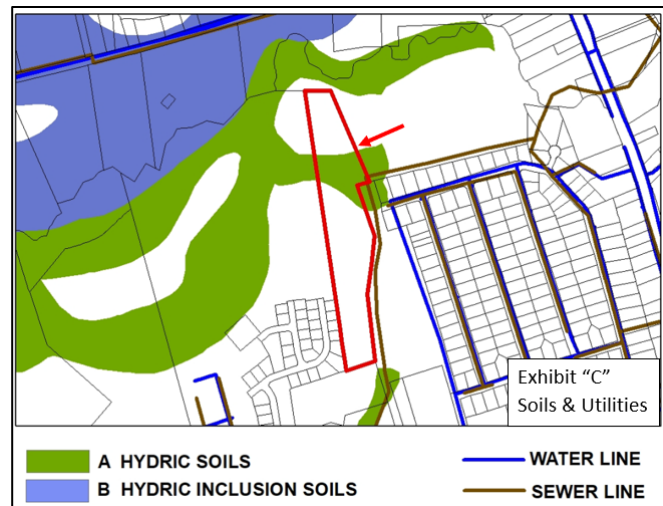 Exhibit “C”
Soils & Utilities
A HYDRIC SOILS
WATER LINE
B HYDRIC INCLUSION SOILS
SEWER LINE